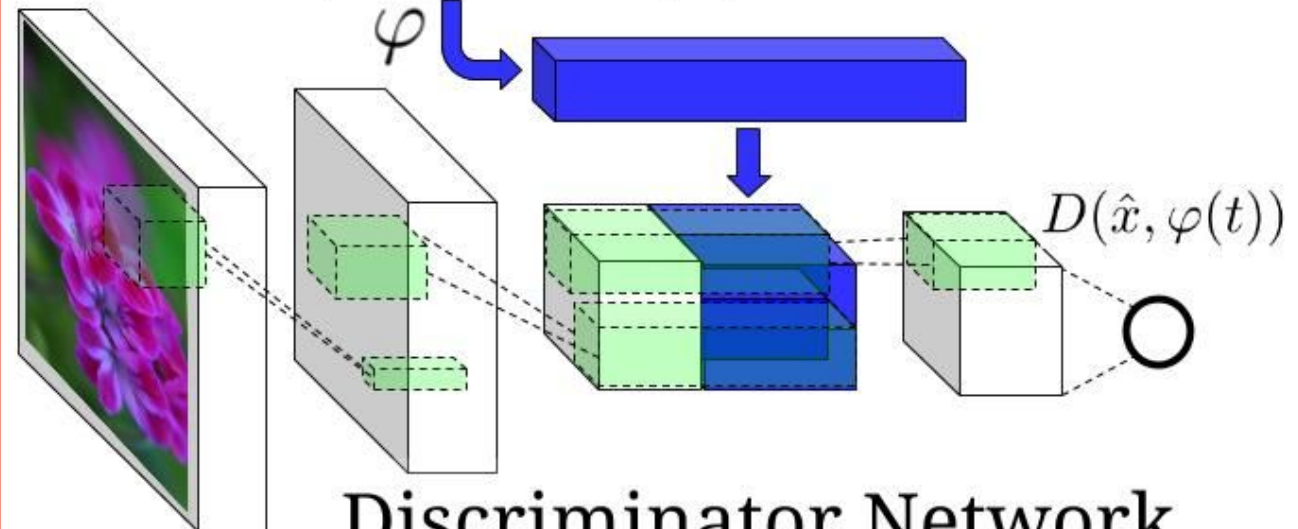 φ
D(x̂, φ(t))
Discriminator Network